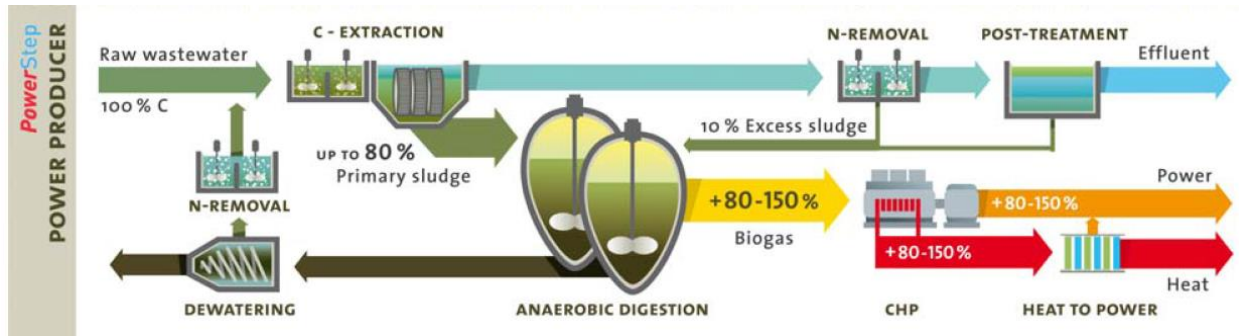 PowerStep
POWER PRODUCER
Raw wastewater
100 % C
C - EXTRACTION
N-REMOVAL
POST-TREATMENT
Effluent
10 % Excess sludge
UP TO 80 %
Primary sludge
N-REMOVAL
+80-150 %
Biogas
+80-150 %
Power
+80-150 %
Heat
DEWATERING
ANAEROBIC DIGESTION
CHP
HEAT TO POWER